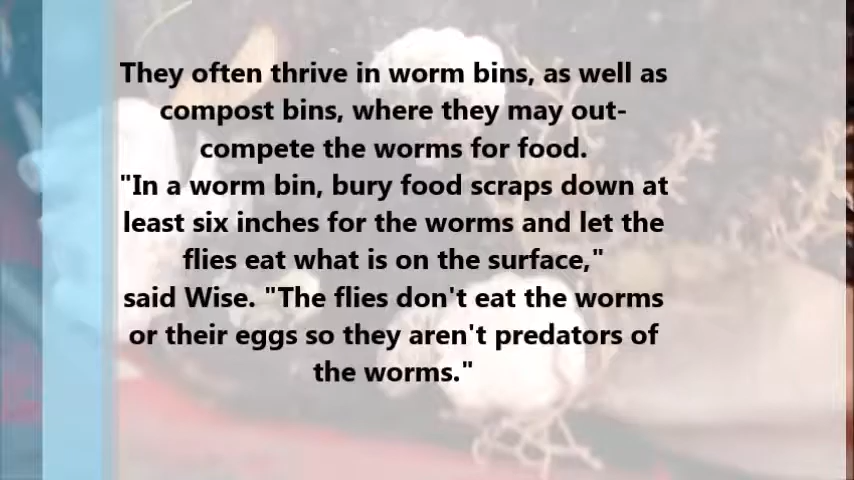 They often thrive in worm bins, as well as
compost bins, where they may out-
compete the worms for food.
"In a worm bin, bury food scraps down at
least six inches for the worms and let the
flies eat what is on the surface,"
said Wise. "The flies don't eat the worms
or their eggs so they aren't predators of
the worms."